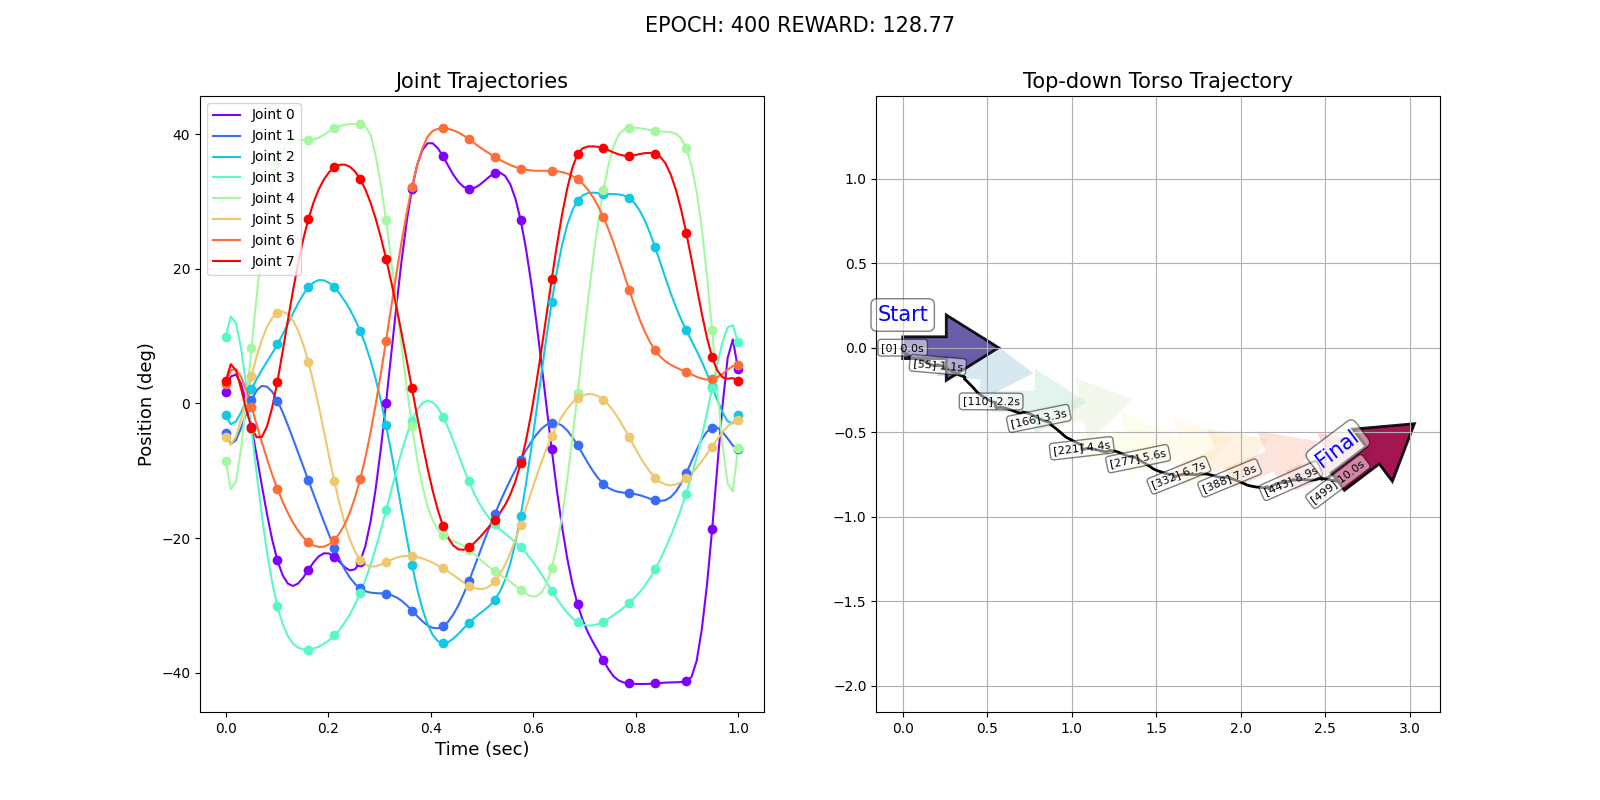 EPOCH: 400 REWARD: 128.77
Joint Trajectories
Joint 0
Joint 1
Joint 2
Joint 3
Joint 4
Joint 5
Joint 6
Joint 7
40
20
0
−20
−40
Position (deg)
0.0
0.2
0.4
0.6
0.8
1.0
Time (sec)
Top-down Torso Trajectory
1.0
0.5
0.0
−0.5
−1.0
−1.5
−2.0
Start
[0] 0.0s
[55] 1.1s
[110] 2.2s
[166] 3.3s
[221] 4.4s
[277] 5.6s
[332] 6.7s
[388] 7.8s
[443] 8.9s
[499] 10.0s
Final
0.0
0.5
1.0
1.5
2.0
2.5
3.0